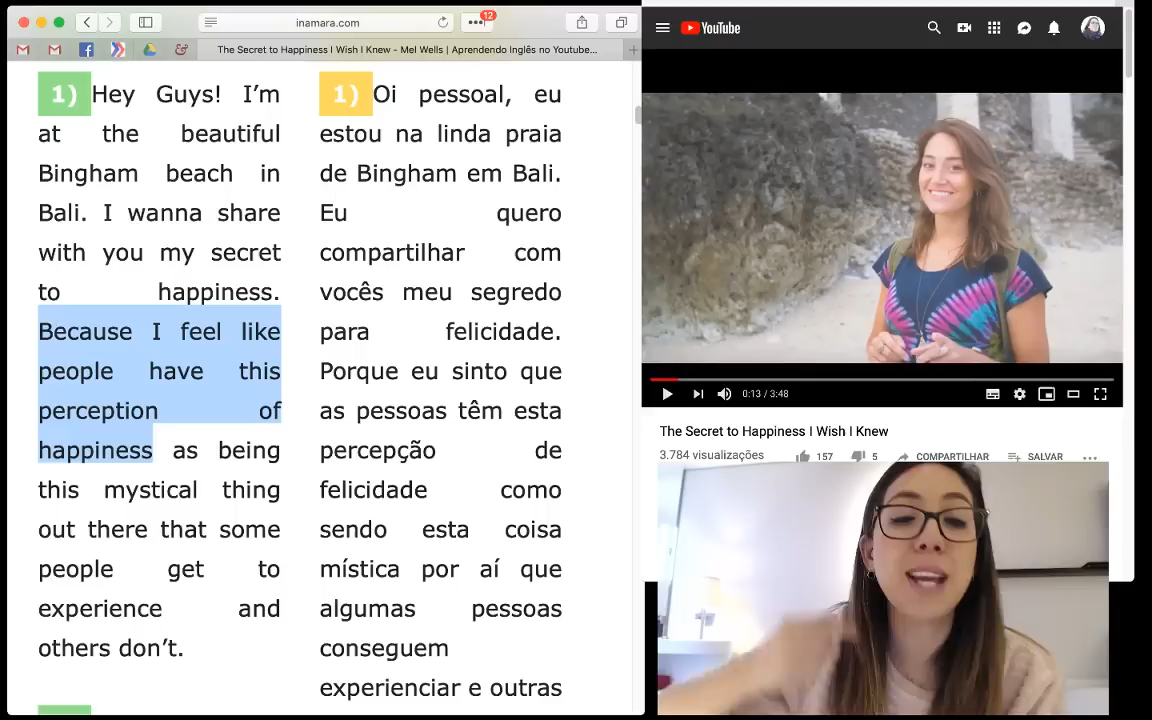 12
inamara.com
The Secret to Happiness I Wish I Knew - Mel Wells | Aprendendo Inglês no Youtube...
1) Hey Guys! I’m
at the beautiful
Bingham beach in
Bali. I wanna share
with you my secret
to happiness.
Because I feel like
people have this
perception of
happiness as being
this mystical thing
out there that some
people get to
experience and
others don’t.
1) Oi pessoal, eu
estou na linda praia
de Bingham em Bali.
Eu quero
compartilhar com
vocês meu segredo
para felicidade.
Porque eu sinto que
as pessoas têm esta
percepção de
felicidade como
sendo esta coisa
mística por aí que
algumas pessoas
conseguem
experienciar e outras
YouTube
0:13 / 3:48
The Secret to Happiness I Wish I Knew
3.784 visualizações 157 5 COMPARTILHAR SALVAR